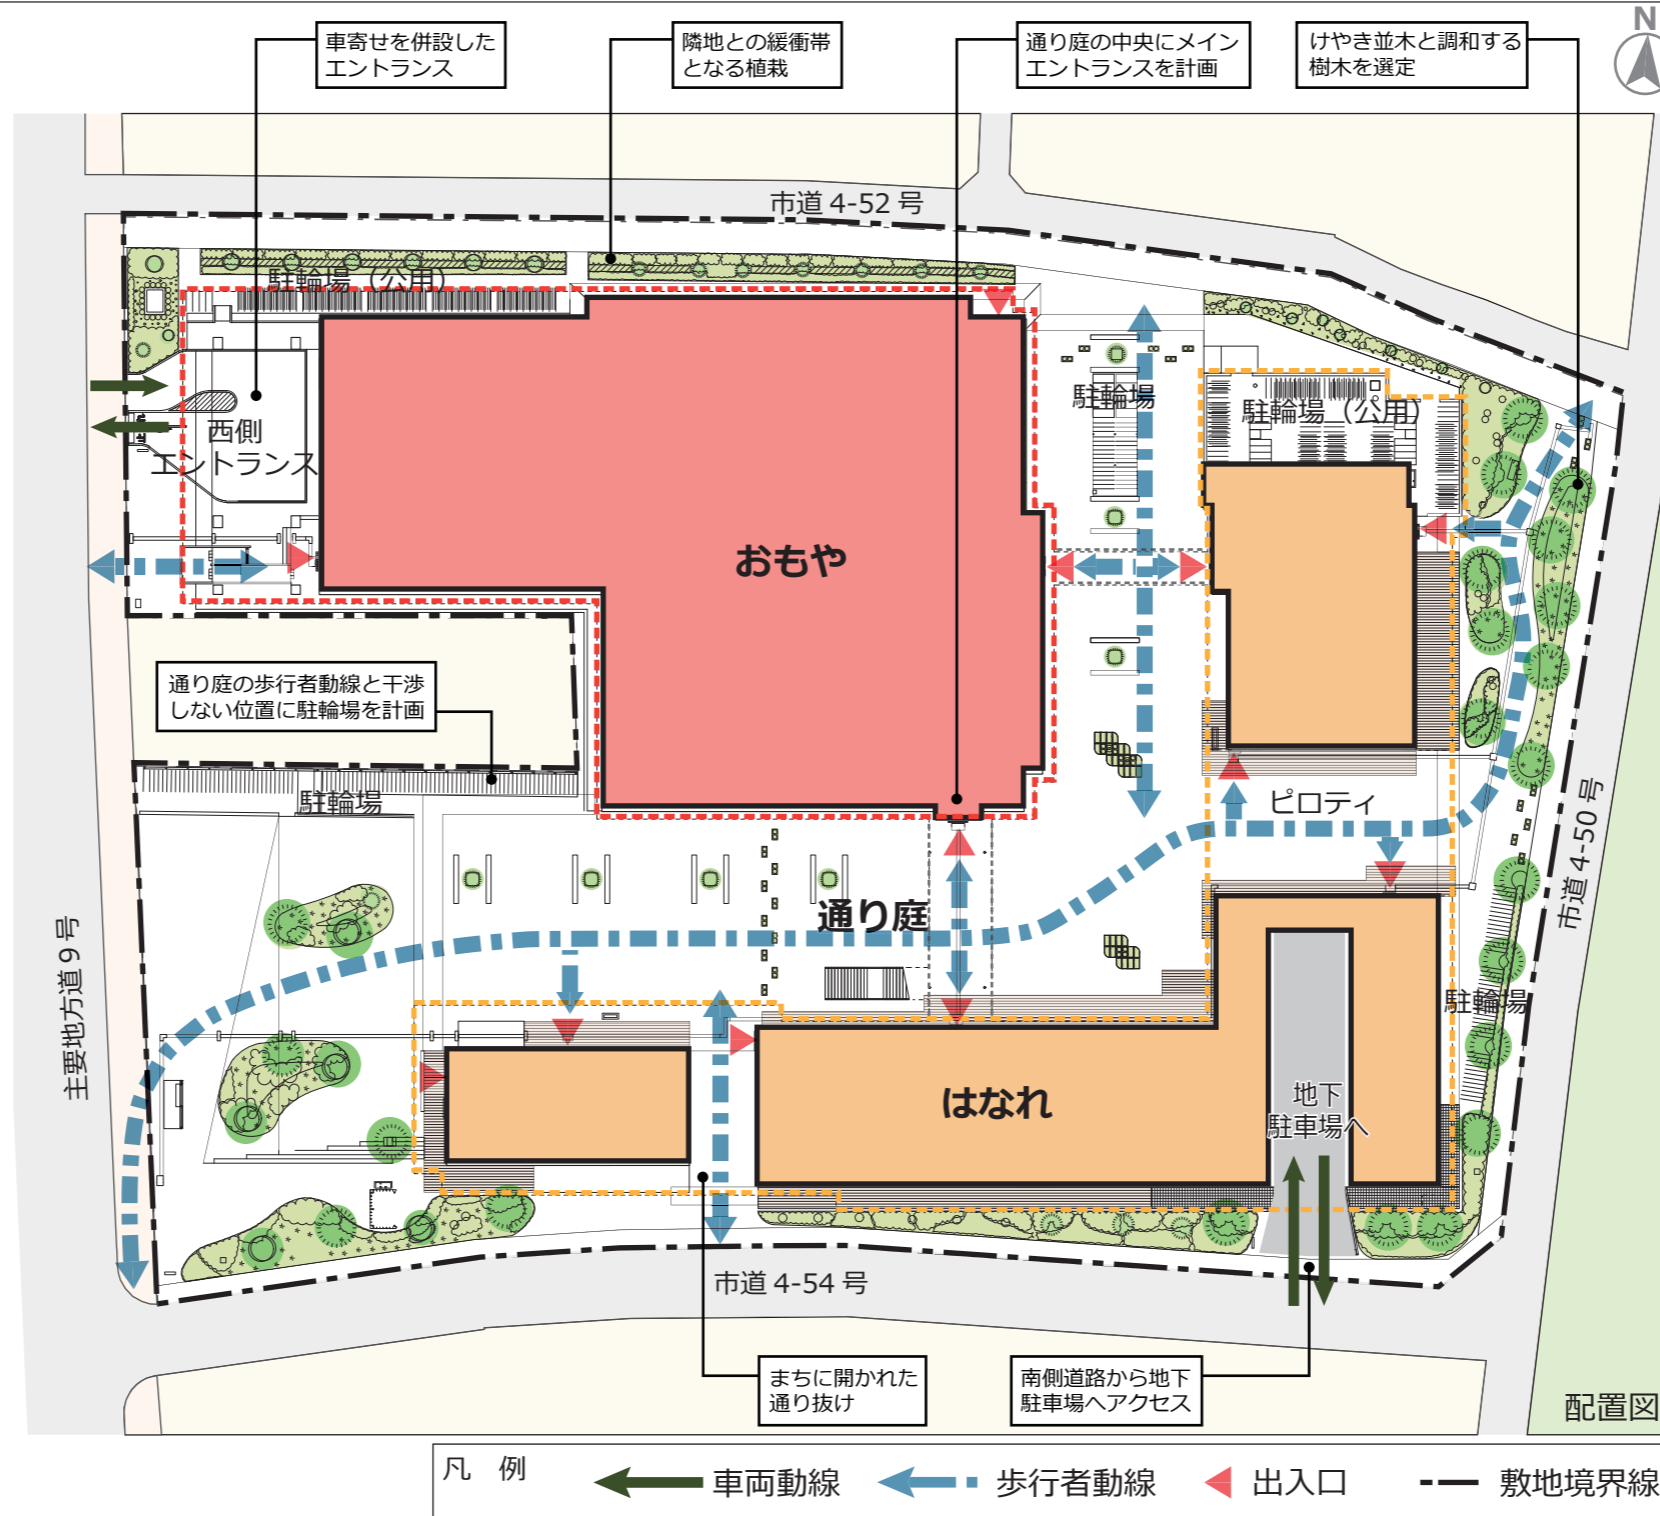 車寄せを併設した
エントランス
隣地との緩衝帯
となる植栽
通り庭の中央にメイン
エントランスを計画
けやき並木と調和する
樹木を選定
N
市道 4-52 号
駐輪場（公用）
駐輪場
駐輪場（公用）
西側
エントランス
おもや
通り庭の歩行者動線と干渉
しない位置に駐輪場を計画
駐輪場
ピロティ
市道 4-50 号
通り庭
主要地方道 9 号
駐輪場
はなれ
地下
駐車場へ
市道 4-54 号
まちに開かれた
通り抜け
南側道路から地下
駐車場へアクセス
配置図
凡 例
車両動線
歩行者動線
出入口
敷地境界線